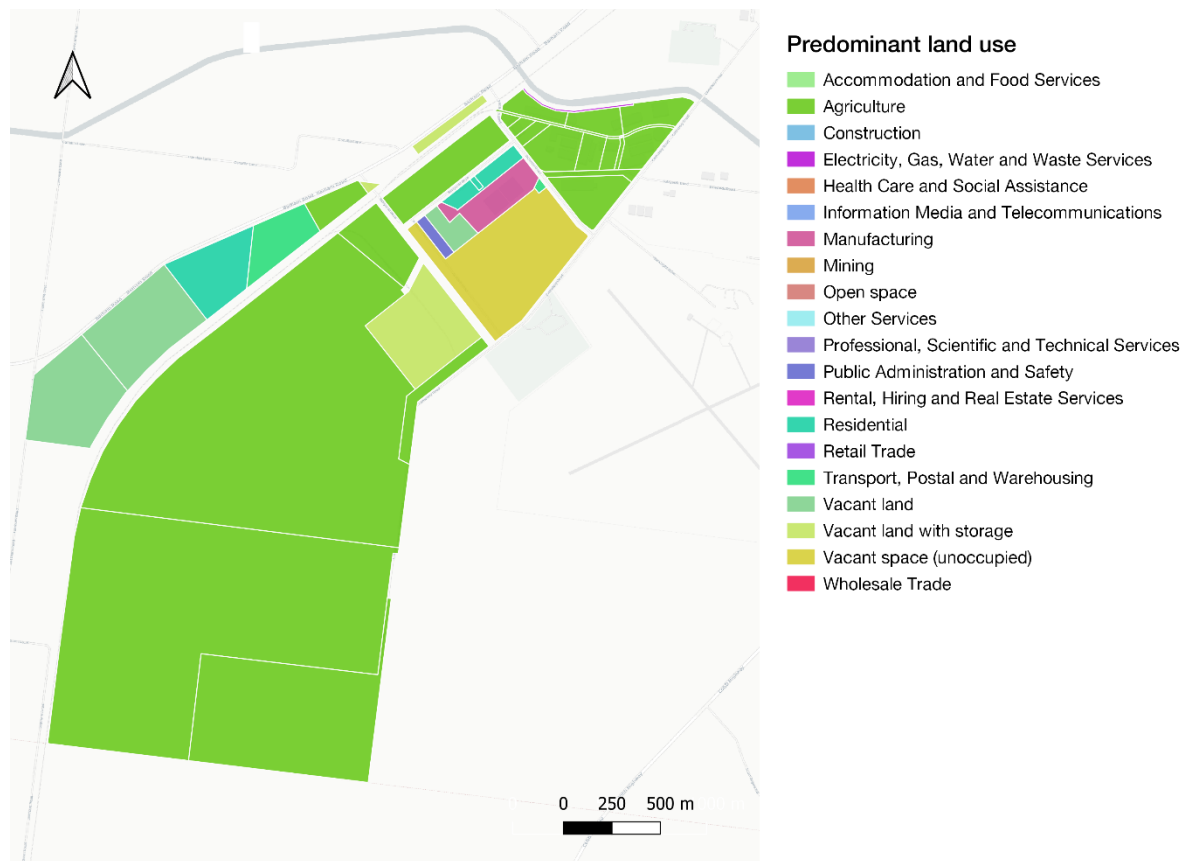 Predominant land use
Accommodation and Food Services
Agriculture
Construction
Electricity, Gas, Water and Waste Services
Health Care and Social Assistance
Information Media and Telecommunications
Manufacturing
Mining
Open space
Other Services
Professional, Scientific and Technical Services
Public Administration and Safety
Rental, Hiring and Real Estate Services
Residential
Retail Trade
Transport, Postal and Warehousing
Vacant land
Vacant land with storage
Vacant space (unoccupied)
Wholesale Trade
0 250 500 m